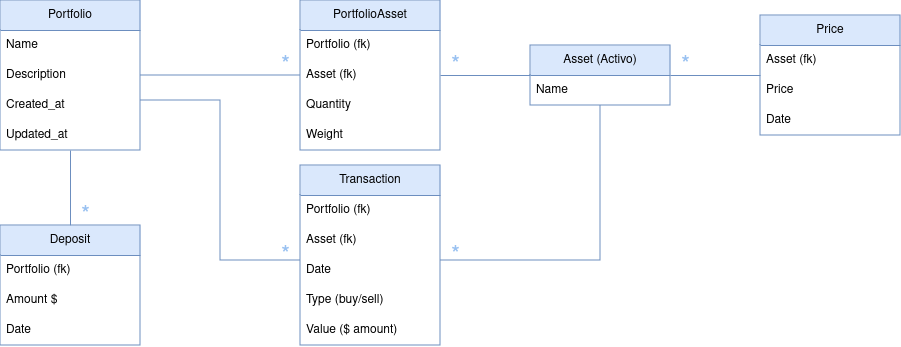 Portfolio
Name
Description
Created_at
Updated_at
*
Deposit
Portfolio (fk)
Amount $
Date
PortfolioAsset
Portfolio (fk)
Asset (fk)
Quantity
Weight
*
*
Transaction
Portfolio (fk)
Asset (fk)
Date
Type (buy/sell)
Value ($ amount)
*
*
Asset (Activo)
Name
*
Price
Asset (fk)
Price
Date